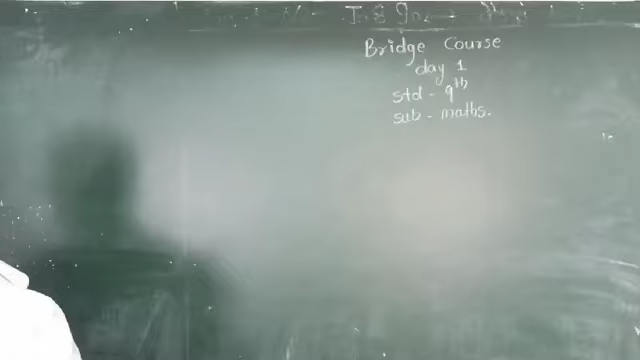 Bridge Course
day 1
std - 9th
sub - maths.